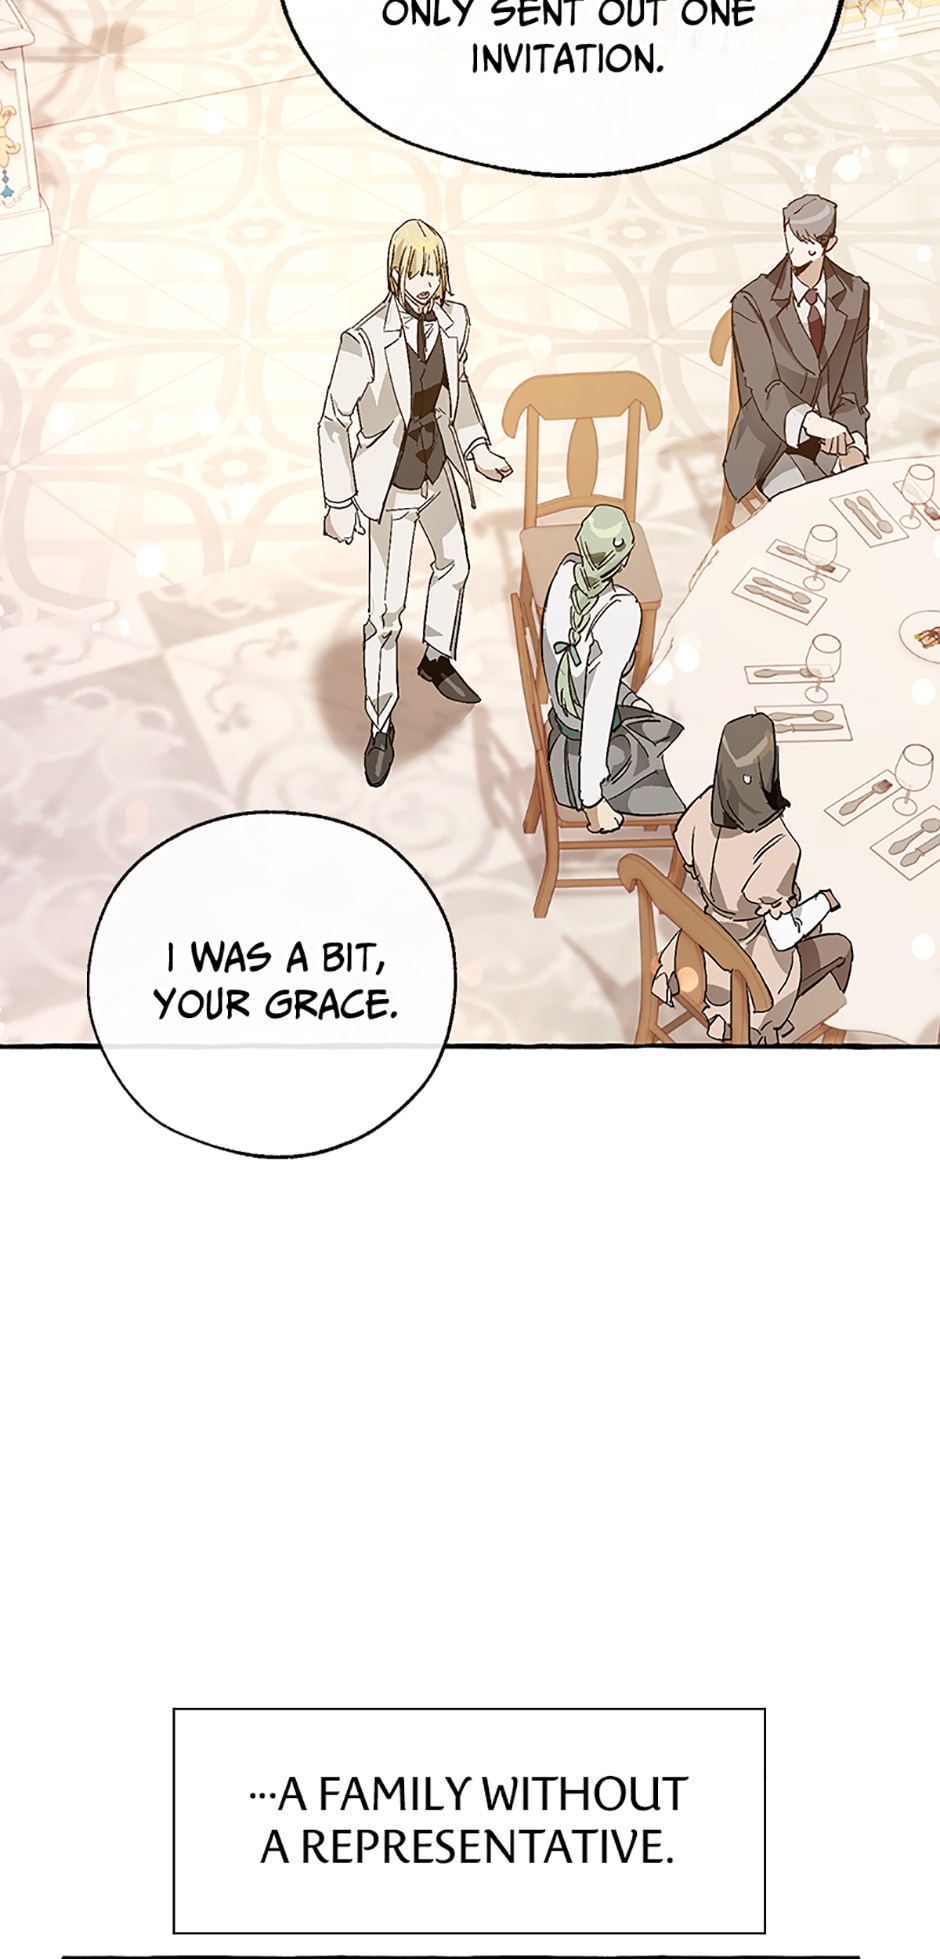 ONLY SENT OUT ONE
INVITATION.
I WAS A BIT,
YOUR GRACE.
...A FAMILY WITHOUT
A REPRESENTATIVE.